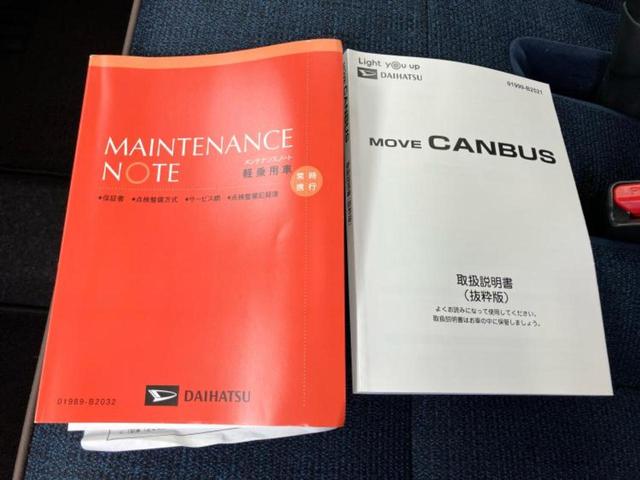 MAINTENANCE
NOTE
メンテナンスノート
軽乗用車
常時
携行
●保証書 ●点検整備方式 ●サービス網 ●点検整備記録簿
01989-B2032
DAIHATSU
Light you up
DAIHATSU
01999-B2021
MOVE CANBUS
取扱説明書
(抜粋版)
よくお読みになって使用してください。
取扱説明書はお車の中に保管しましょう。
CANBUS